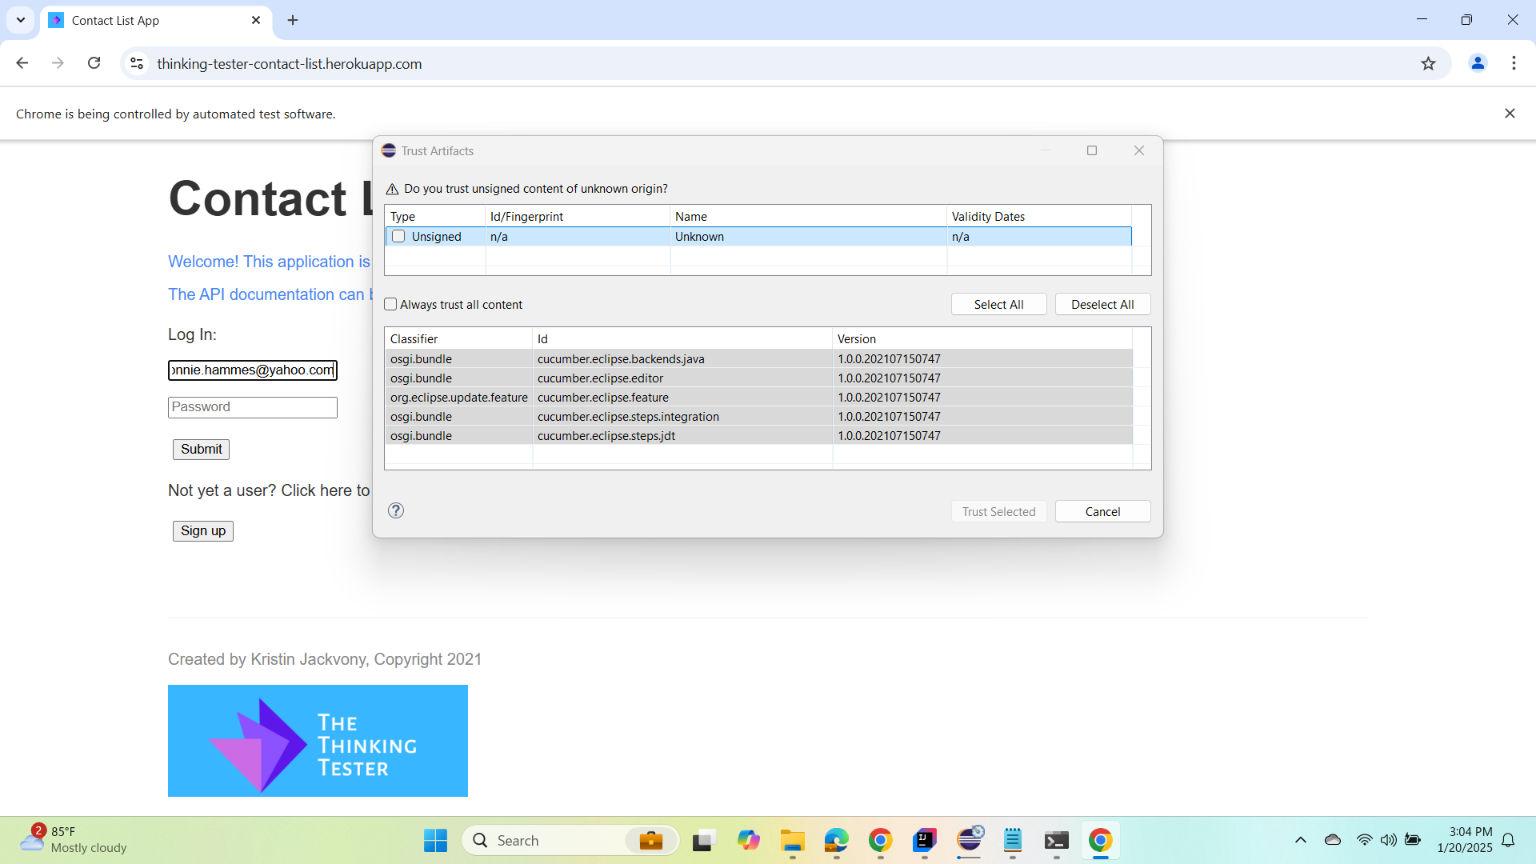 Contact List App
thinking-tester-contact-list.herokuapp.com
Chrome is being controlled by automated test software.
Trust Artifacts
Do you trust unsigned content of unknown origin?
Type Id/Fingerprint Name Validity Dates
Unsigned n/a Unknown n/a
Always trust all content Select All Deselect All
Classifier Id Version
osgi.bundle cucumber.eclipse.backends.java 1.0.0.202107150747
osgi.bundle cucumber.eclipse.editor 1.0.0.202107150747
org.eclipse.update.feature cucumber.eclipse.feature 1.0.0.202107150747
osgi.bundle cucumber.eclipse.steps.integration 1.0.0.202107150747
osgi.bundle cucumber.eclipse.steps.jdt 1.0.0.202107150747
Trust Selected Cancel
Contact
Welcome! This application is
The API documentation can
Log In:
onnie.hammes@yahoo.com
Password
Submit
Not yet a user? Click here to
Sign up
Created by Kristin Jackvony, Copyright 2021
THE
THINKING
TESTER
2
85°F
Mostly cloudy
Search
3:04 PM
1/20/2025